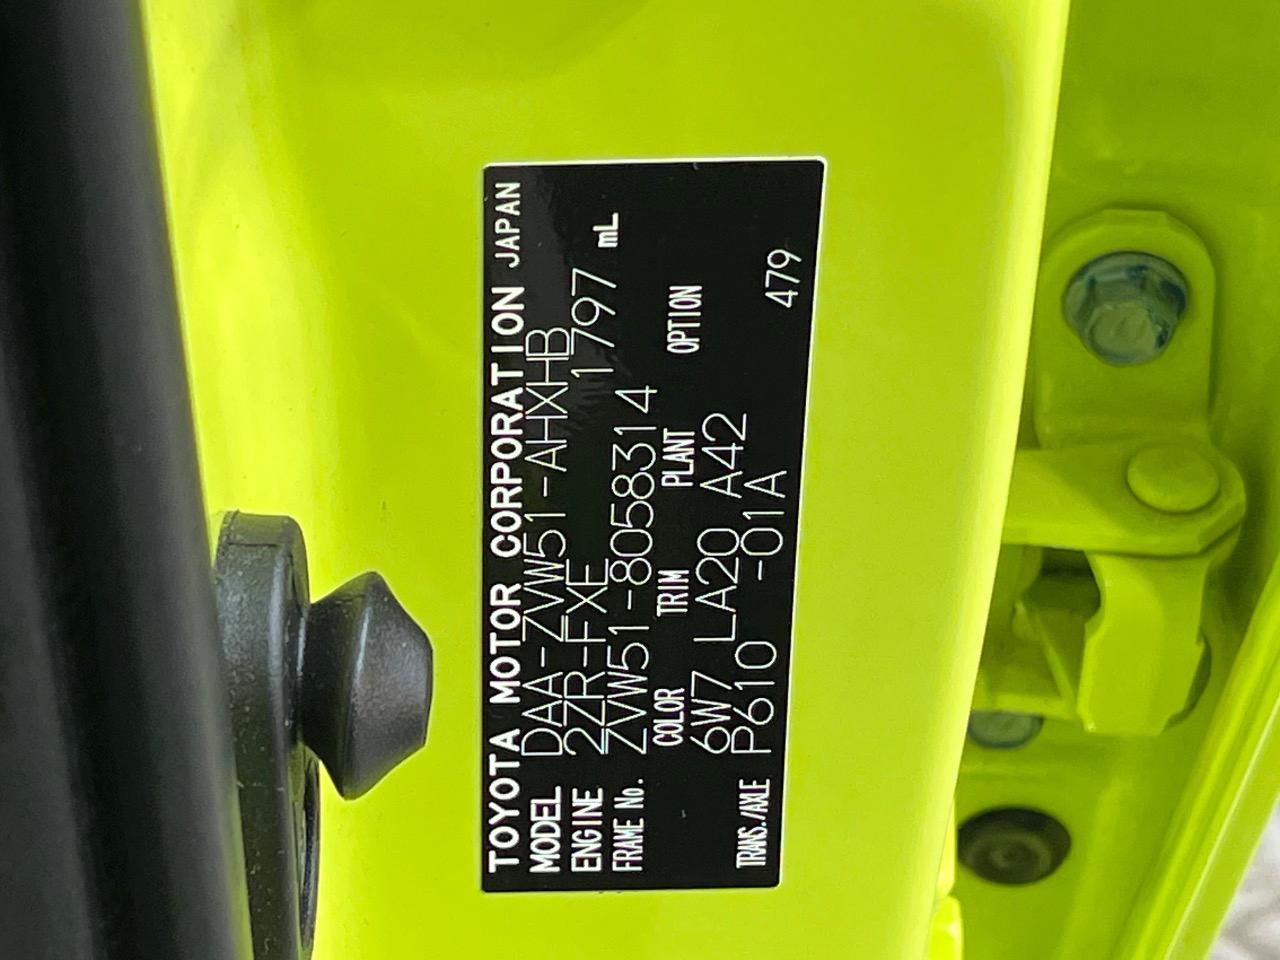 TOYOTA MOTOR CORPORATION JAPAN
MODEL DAA-ZVW51-AHXHB
ENGINE 2ZR-FXE 1797 mL
FRAME No. ZVW51-8058314
COLOR TRIM PLANT OPTION
6W7 LA20 A42
TRANS./AXLE P610 -01A 479